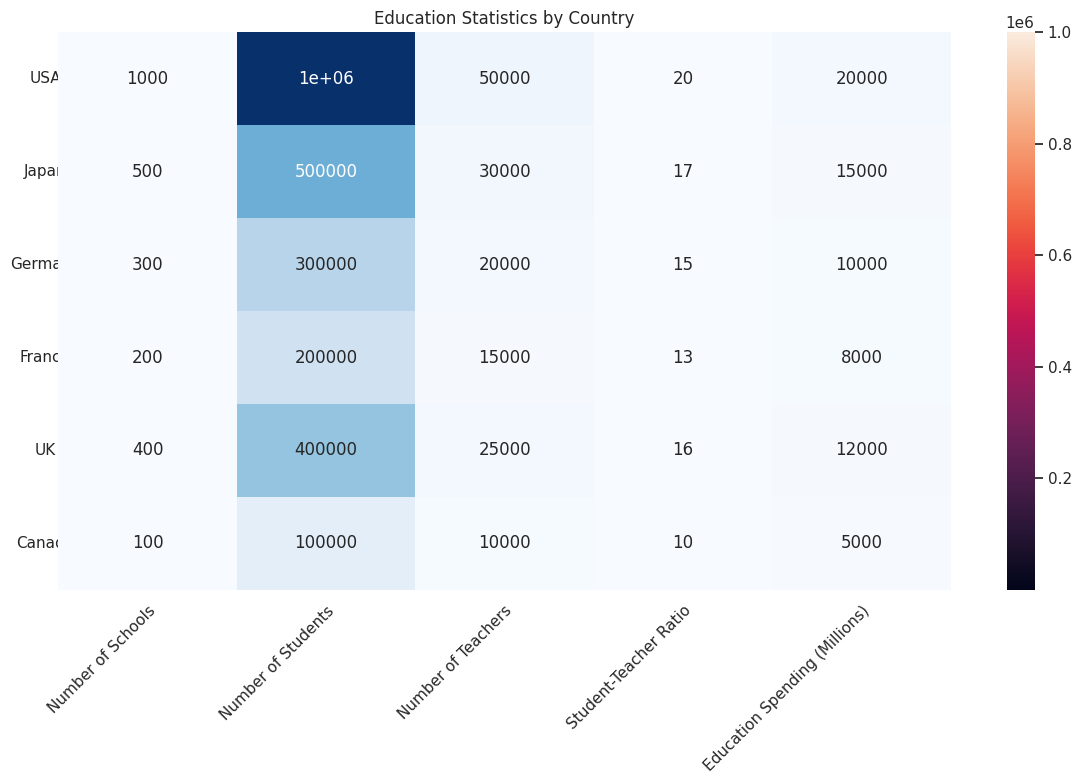 Education Statistics by Country
1e6
USA 1000 1e+06 50000 20 20000
Japan 500 500000 30000 17 15000
Germa 300 300000 20000 15 10000
Franc 200 200000 15000 13 8000
UK 400 400000 25000 16 12000
Canad 100 100000 10000 10 5000
Number of Schools
Number of Students
Number of Teachers
Student-Teacher Ratio
Education Spending (Millions)
1.0
0.8
0.6
0.4
0.2